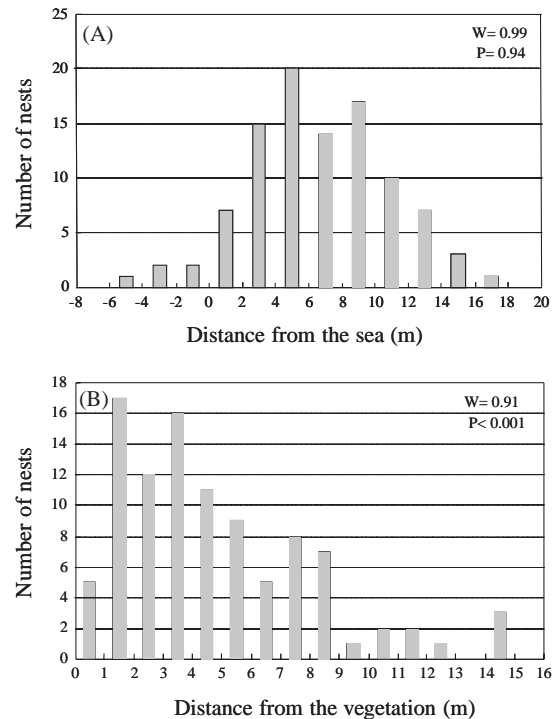 (A)
W= 0.99
P= 0.94
25
20
15
10
5
0
Number of nests
-8 -6 -4 -2 0 2 4 6 8 10 12 14 16 18 20
Distance from the sea (m)
(B)
W= 0.91
P< 0.001
18
16
14
12
10
8
6
4
2
0
Number of nests
0 1 2 3 4 5 6 7 8 9 10 11 12 13 14 15 16
Distance from the vegetation (m)